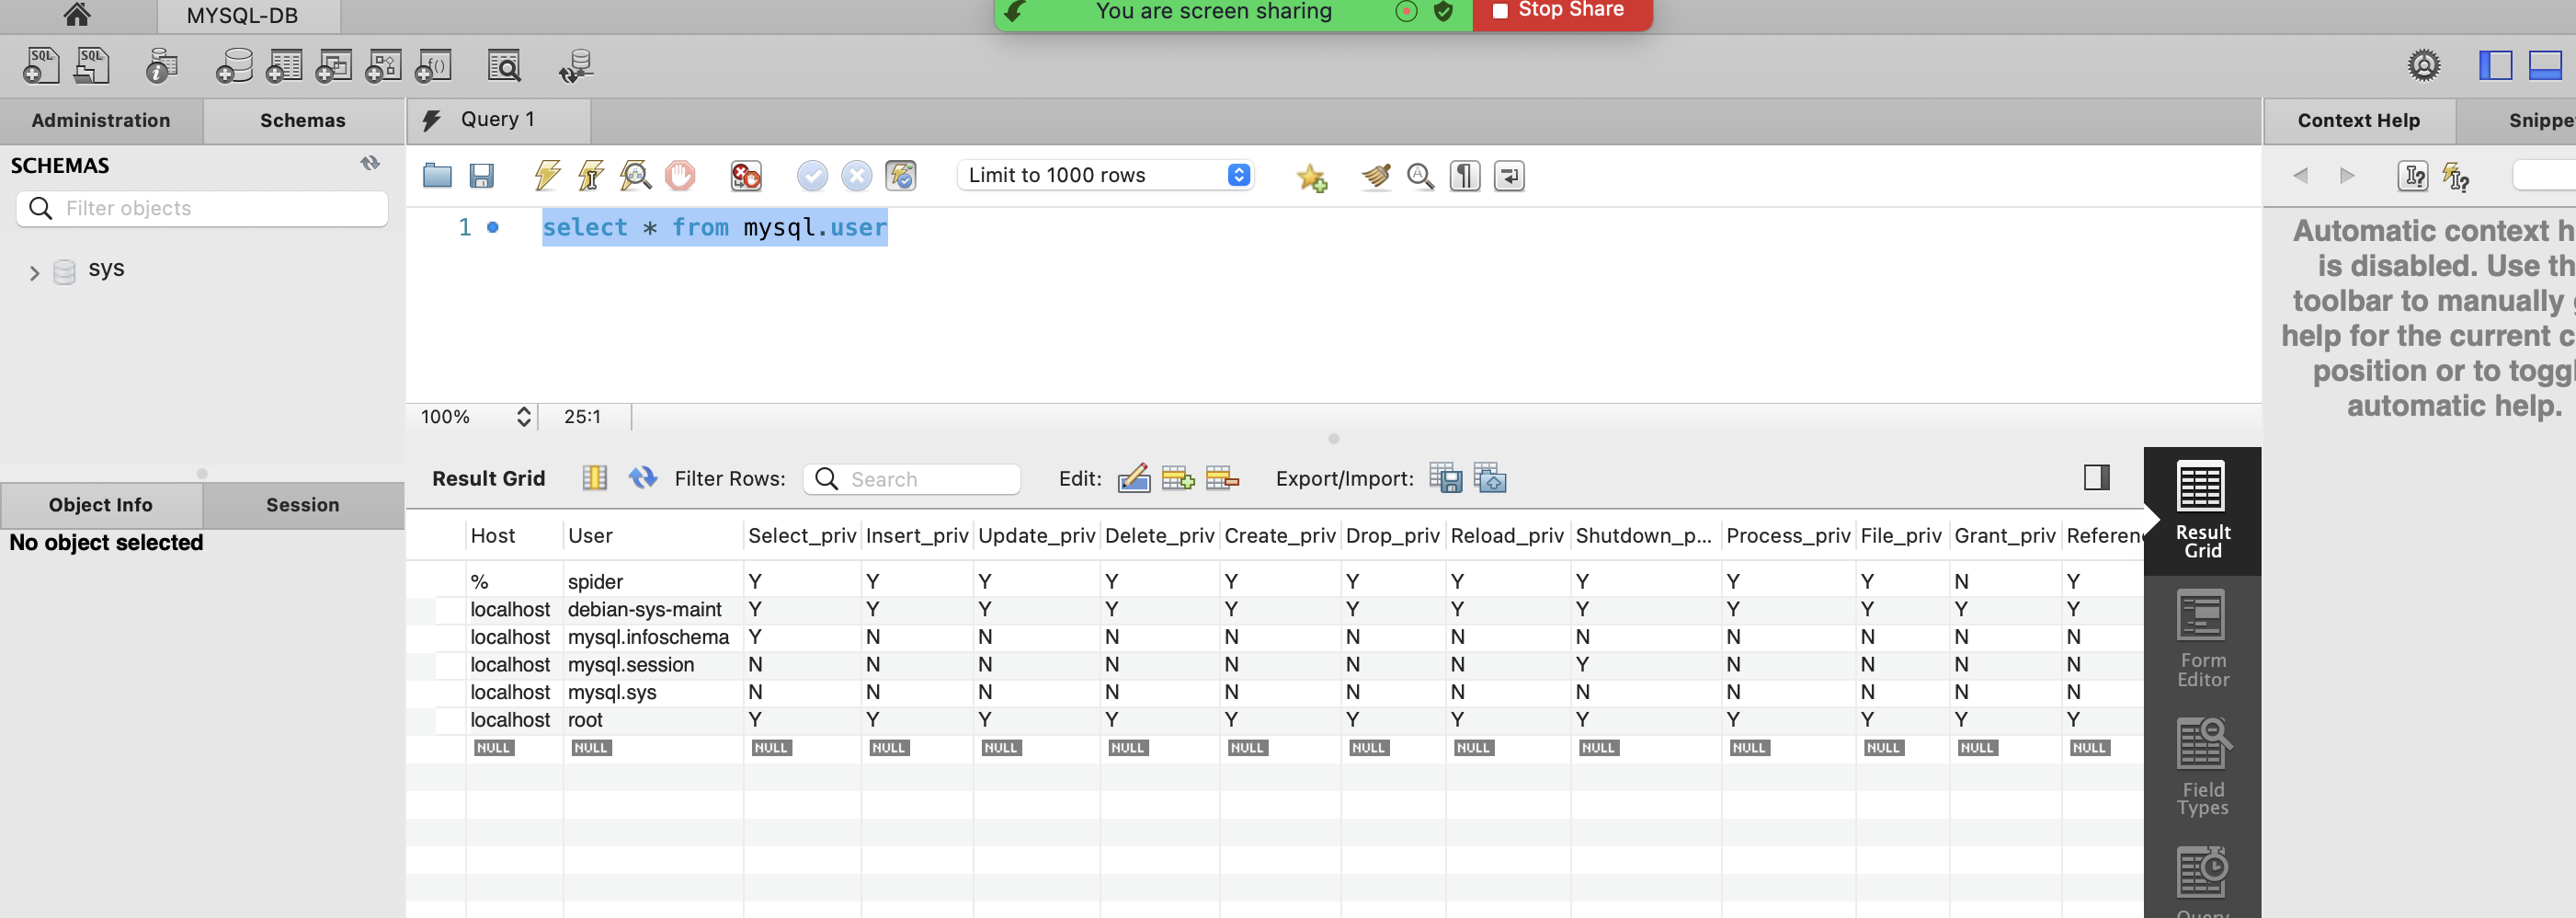 MYSQL-DB
You are screen sharing
Stop Share
SQL
SQL
f()
Administration
Schemas
Query 1
Context Help
SCHEMAS
Limit to 1000 rows
Filter objects
1
select * from mysql.user
sys
Automatic context
is disabled. Use
toolbar to manually
help for the current
position or to
automatic help.
100%
25:1
Result Grid
Filter Rows:
Search
Edit:
Export/Import:
Object Info
Session
No object selected
Host User Select_priv Insert_priv Update_priv Delete_priv Create_priv Drop_priv Reload_priv Shutdown_p... Process_priv File_priv Grant_priv
% spider Y Y Y Y Y Y Y Y Y Y N Y
localhost debian-sys-maint Y Y Y Y Y Y Y Y Y Y Y Y
localhost mysql.infoschema Y N N N N N N N N N N N
localhost mysql.session N N N N N N N Y N N N N
localhost mysql.sys N N N N N N N N N N N N
localhost root Y Y Y Y Y Y Y Y Y Y Y Y
NULL NULL NULL NULL NULL NULL NULL NULL NULL NULL NULL NULL NULL NULL
Result
Grid
Form
Editor
Field
Types